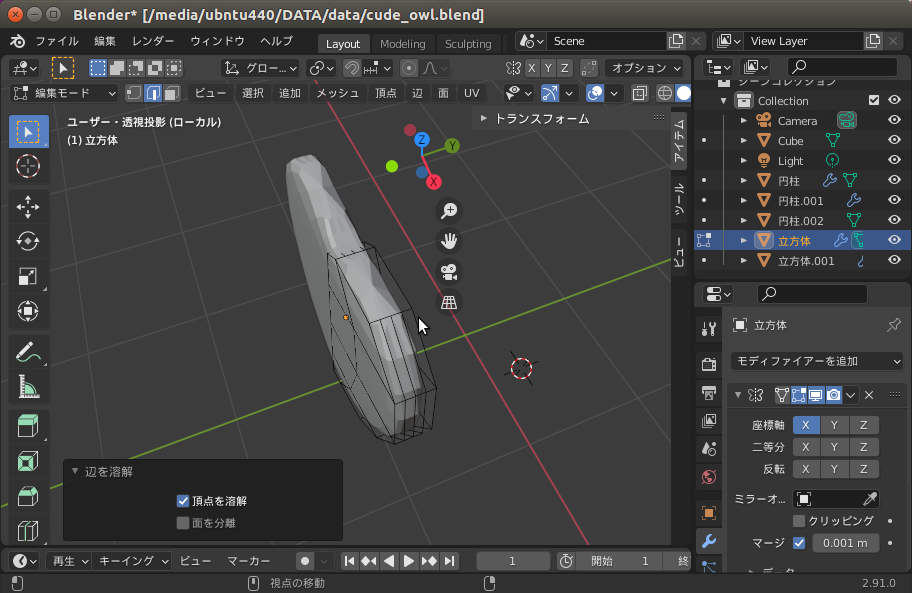 Blender* [/media/ubntu440/DATA/data/cude_owl.blend]
ファイル 編集 レンダー ウィンドウ ヘルプ Layout Modeling Sculpting Scene View Layer
グロー... X Y Z オプション
シーンコレクション
編集モード ビュー 選択 追加 メッシュ 頂点 辺 面 UV
Collection
ユーザー・透視投影 (ローカル)
(1) 立方体
トランスフォーム
アイテム
ツール
ビュー
Z
Y
X
Camera
Cube
Light
円柱
円柱.001
円柱.002
立方体
立方体.001
立方体
モディファイアーを追加
座標軸 X Y Z
二等分 X Y Z
反転 X Y Z
ミラーオ...
クリッピング
マージ 0.001 m
データ
辺を溶解
頂点を溶解
面を分離
再生 キーイング ビュー マーカー 1 開始 1 終
視点の移動 2.91.0